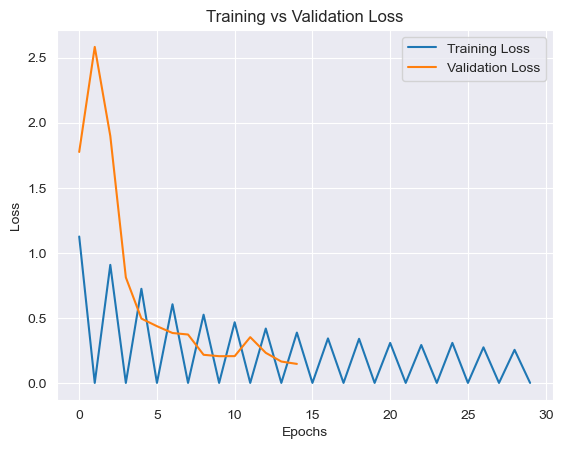 Training vs Validation Loss
Training Loss
Validation Loss
2.5
2.0
1.5
1.0
0.5
0.0
Loss
0 5 10 15 20 25 30
Epochs